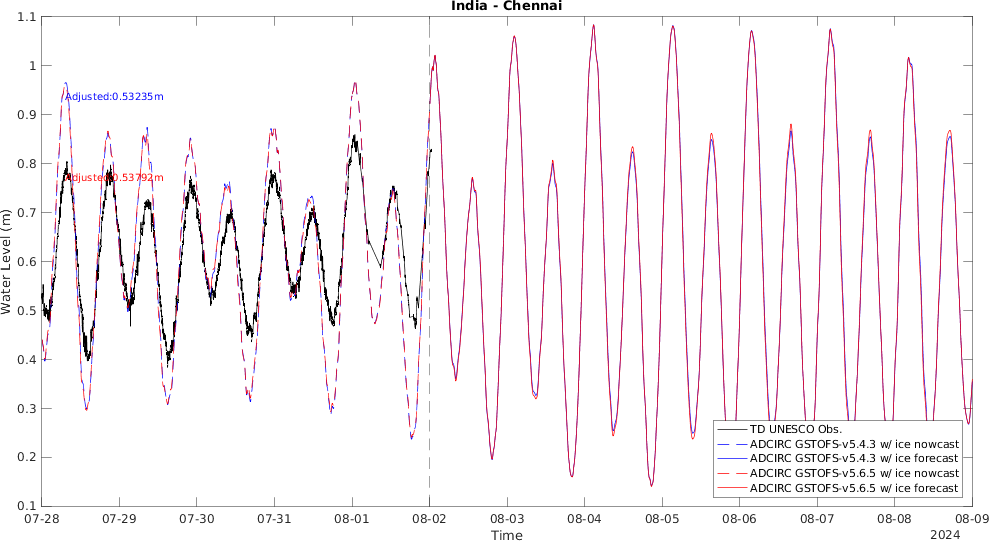 India - Chennai
1.1
1
0.9
0.8
0.7
0.6
0.5
0.4
0.3
0.2
0.1
Water Level (m)
Adjusted:0.53235m
Adjusted:0.53792m
TD UNESCO Obs.
ADCIRC GSTOFS-v5.4.3 w/ ice nowcast
ADCIRC GSTOFS-v5.4.3 w/ ice forecast
ADCIRC GSTOFS-v5.6.5 w/ ice nowcast
ADCIRC GSTOFS-v5.6.5 w/ ice forecast
07-28 07-29 07-30 07-31 08-01 08-02 08-03 08-04 08-05 08-06 08-07 08-08 08-09
Time
2024